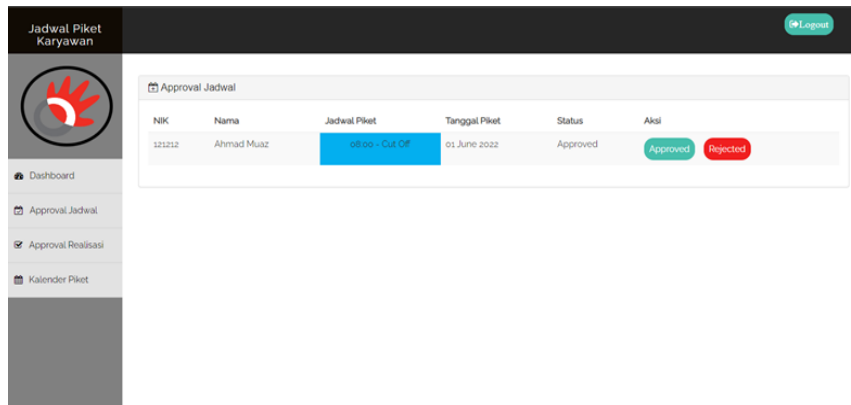 Jadwal Piket
Karyawan
Logout
Approval Jadwal
NIK Nama Jadwal Piket Tanggal Piket Status Aksi
121212 Ahmad Muaz 08:00 - Cut Off 01 June 2022 Approved Approved Rejected
Dashboard
Approval Jadwal
Approval Realisasi
Kalender Piket